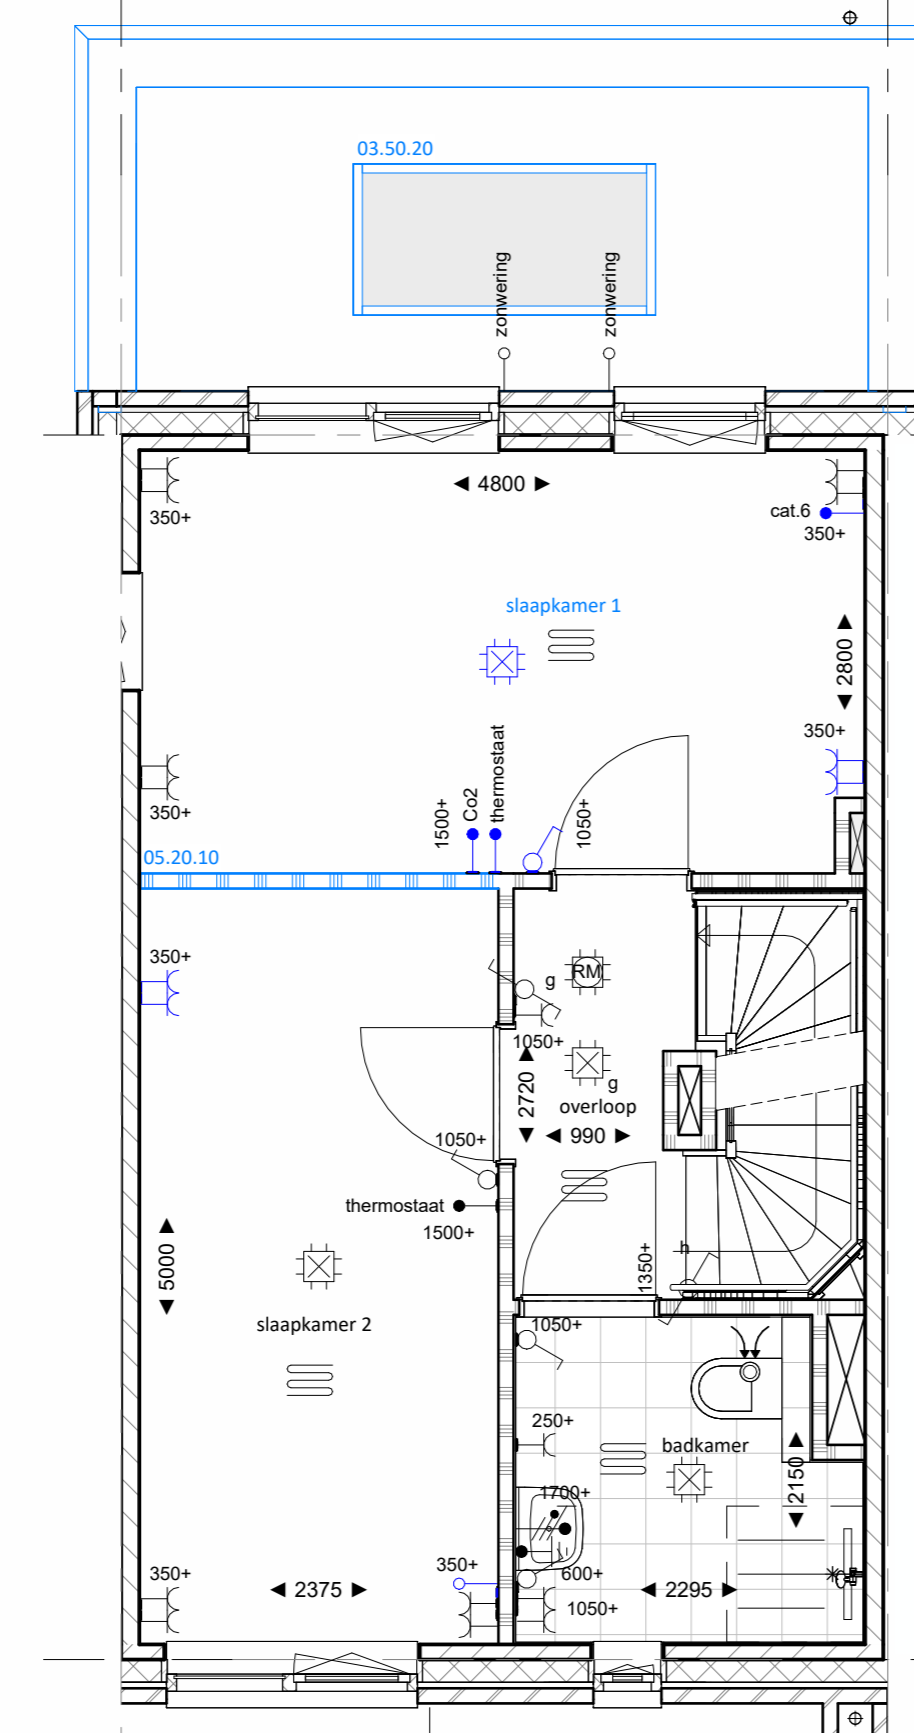 03.50.20
zonwering
zonwering
4800
350+
cat.6
350+
slaapkamer 1
2800
350+
350+
1500+
Co2
thermostaat
1050+
05.20.10
350+
RM
g
1050+
2720
g
overloop
990
1050+
thermostaat
1500+
5000
h
1350+
slaapkamer 2
1050+
250+
badkamer
2150
1700+
350+
350+
600+
2375
2295
1050+